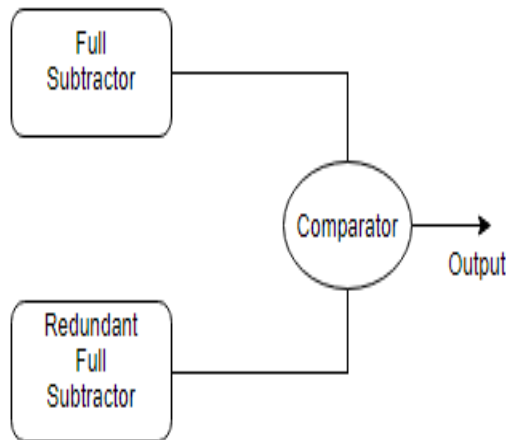 Full
Subtractor
Comparator
Output
Redundant
Full
Subtractor